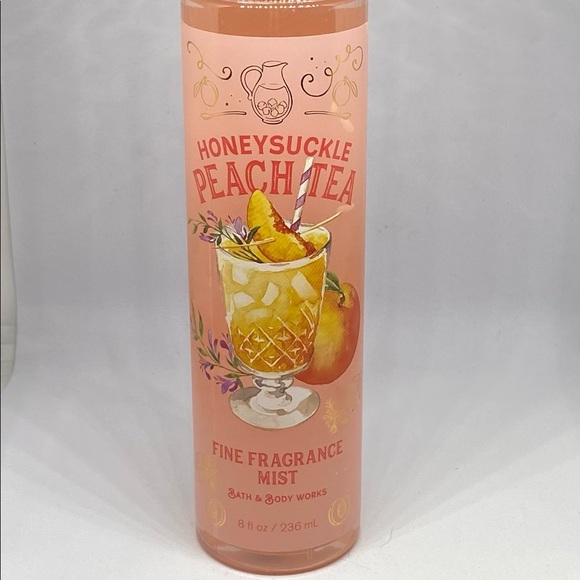 HONEYSUCKLE
PEACH TEA
FINE FRAGRANCE
MIST
BATH & BODY WORKS
8 fl oz / 236 mL